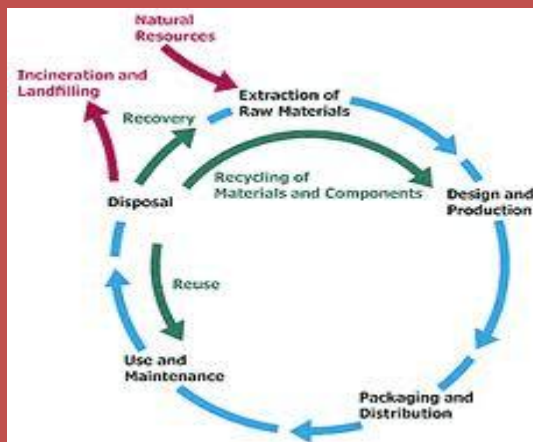 Natural
Resources
Incineration and
Landfilling
Extraction of
Raw Materials
Recovery
Recycling of
Materials and Components
Disposal
Design and
Production
Reuse
Use and
Maintenance
Packaging and
Distribution